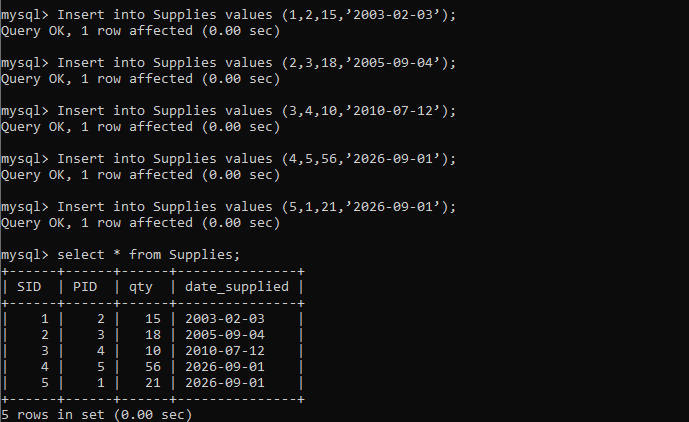 mysql> Insert into Supplies values (1,2,15,’2003-02-03’);
Query OK, 1 row affected (0.00 sec)
mysql> Insert into Supplies values (2,3,18,’2005-09-04’);
Query OK, 1 row affected (0.00 sec)
mysql> Insert into Supplies values (3,4,10,’2010-07-12’);
Query OK, 1 row affected (0.00 sec)
mysql> Insert into Supplies values (4,5,56,’2026-09-01’);
Query OK, 1 row affected (0.00 sec)
mysql> Insert into Supplies values (5,1,21,’2026-09-01’);
Query OK, 1 row affected (0.00 sec)
mysql> select * from Supplies;
+------+------+------+---------------+
| SID  | PID  | qty  | date_supplied |
+------+------+------+---------------+
|    1 |    2 |   15 | 2003-02-03    |
|    2 |    3 |   18 | 2005-09-04    |
|    3 |    4 |   10 | 2010-07-12    |
|    4 |    5 |   56 | 2026-09-01    |
|    5 |    1 |   21 | 2026-09-01    |
+------+------+------+---------------+
5 rows in set (0.00 sec)